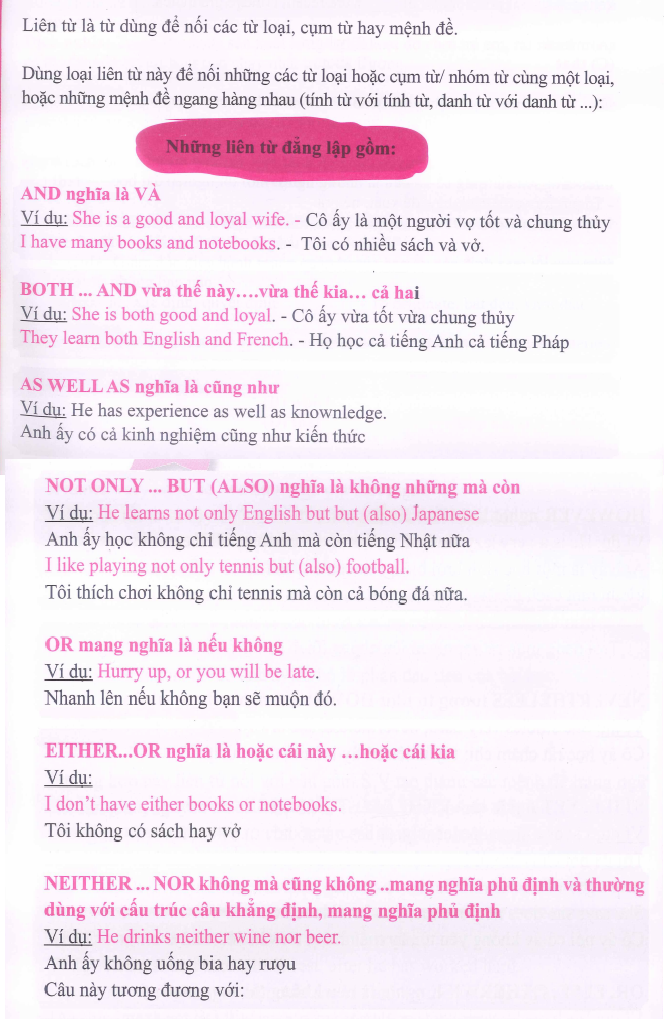 Liên từ là từ dùng để nối các từ loại, cụm từ hay mệnh đề.
Dùng loại liên từ này để nối những các từ loại hoặc cụm từ/ nhóm từ cùng một loại,
hoặc những mệnh đề ngang hàng nhau (tính từ với tính từ, danh từ với danh từ ...):
Những liên từ đẳng lập gồm:
AND nghĩa là VÀ
Ví dụ: She is a good and loyal wife. - Cô ấy là một người vợ tốt và chung thủy
I have many books and notebooks. - Tôi có nhiều sách và vở.
BOTH ... AND vừa thế này....vừa thế kia... cả hai
Ví dụ: She is both good and loyal. - Cô ấy vừa tốt vừa chung thủy
They learn both English and French. - Họ học cả tiếng Anh cả tiếng Pháp
AS WELL AS nghĩa là cũng như
Ví dụ: He has experience as well as knownledge.
Anh ấy có cả kinh nghiệm cũng như kiến thức
NOT ONLY ... BUT (ALSO) nghĩa là không những mà còn
Ví dụ: He learns not only English but but (also) Japanese
Anh ấy học không chỉ tiếng Anh mà còn tiếng Nhật nữa
I like playing not only tennis but (also) football.
Tôi thích chơi không chỉ tennis mà còn cả bóng đá nữa.
OR mang nghĩa là nếu không
Ví dụ: Hurry up, or you will be late.
Nhanh lên nếu không bạn sẽ muộn đó.
EITHER...OR nghĩa là hoặc cái này ...hoặc cái kia
Ví dụ:
I don't have either books or notebooks.
Tôi không có sách hay vở
NEITHER ... NOR không mà cũng không ..mang nghĩa phủ định và thường
dùng với cấu trúc câu khẳng định, mang nghĩa phủ định
Ví dụ: He drinks neither wine nor beer.
Anh ấy không uống bia hay rượu
Câu này tương đương với: